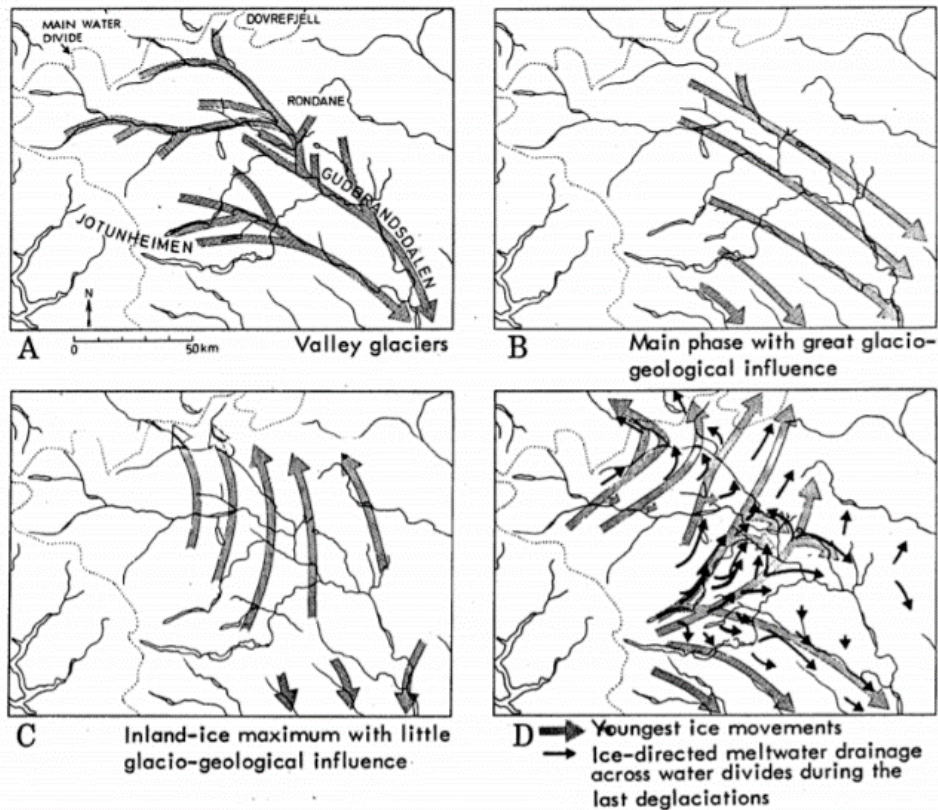 MAIN WATER
DIVIDE
DOVREFJELL
RONDANE
GUDBRANDSDALEN
JOTUNHEIMEN
N
0 50km
A Valley glaciers
B Main phase with great glacio-
geological influence
C Inland-ice maximum with little
glacio-geological influence
D Youngest ice movements
Ice-directed meltwater drainage
across water divides during the
last deglaciations